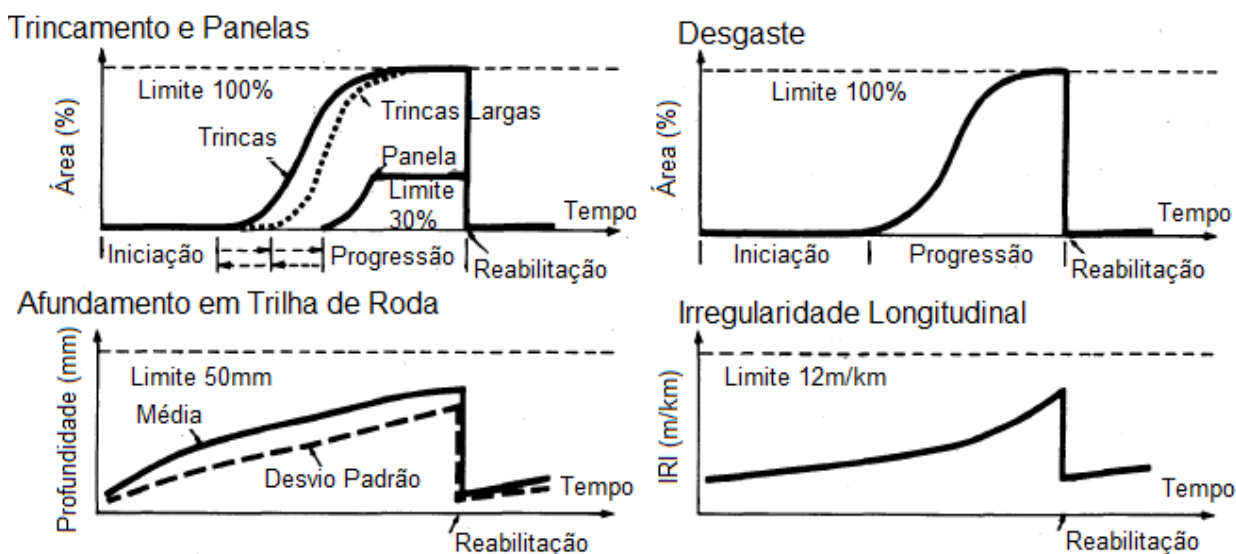 Trincamento e Panelas
Área (%)
Limite 100%
Trincas Largas
Trincas
Panela
Limite
30%
Tempo
Iniciação
Progressão
Reabilitação
Desgaste
Área (%)
Limite 100%
Tempo
Iniciação
Progressão
Reabilitação
Afundamento em Trilha de Roda
Profundidade (mm)
Limite 50mm
Média
Desvio Padrão
Tempo
Reabilitação
Irregularidade Longitudinal
IRI (m/km)
Limite 12m/km
Tempo
Reabilitação